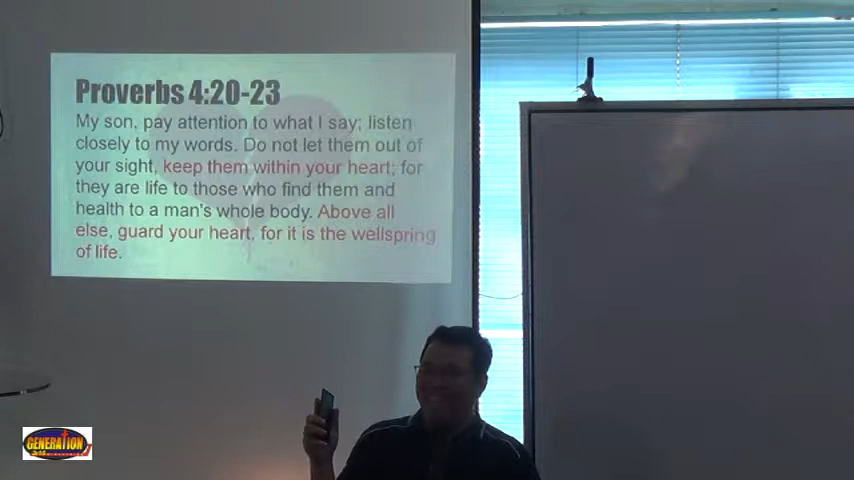 Proverbs 4:20-23
My son, pay attention to what I say; listen
closely to my words. Do not let them out of
your sight, keep them within your heart; for
they are life to those who find them and
health to a man's whole body. Above all
else, guard your heart, for it is the wellspring
of life.
GENERATION